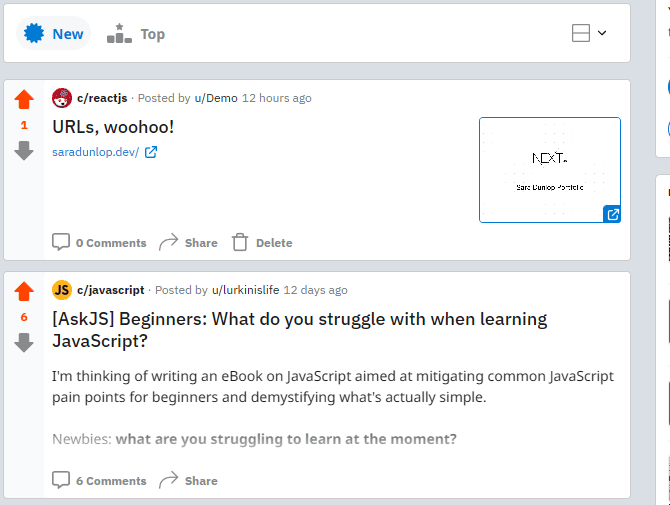 New
Top
c/reactjs · Posted by u/Demo 12 hours ago
1
URLs, woohoo!
saradunlop.dev/
NEXT.
Sara Dunlop Portfolio
0 Comments
Share
Delete
JS c/javascript · Posted by u/lurkinislife 12 days ago
6
[AskJS] Beginners: What do you struggle with when learning
JavaScript?
I'm thinking of writing an eBook on JavaScript aimed at mitigating common JavaScript
pain points for beginners and demystifying what's actually simple.
Newbies: what are you struggling to learn at the moment?
6 Comments
Share